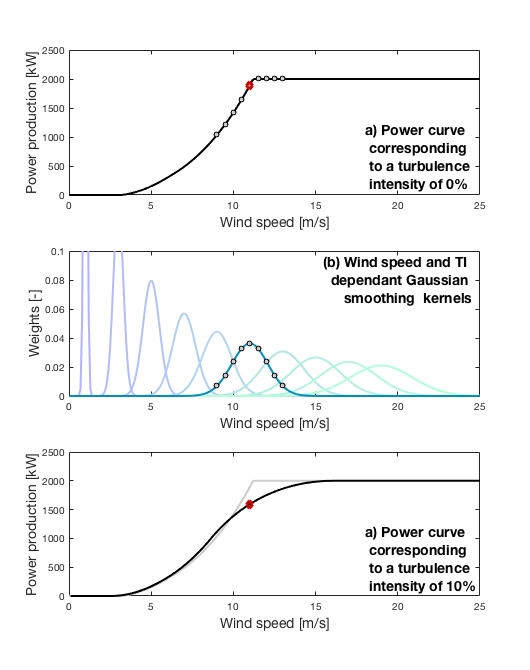 2500
2000
1500
1000
500
0
Power production [kW]
a) Power curve
corresponding
to a turbulence
intensity of 0%
0 5 10 15 20 25
Wind speed [m/s]
0.1
0.08
0.06
0.04
0.02
0
Weights [-]
(b) Wind speed and TI
dependant Gaussian
smoothing kernels
0 5 10 15 20 25
Wind speed [m/s]
2500
2000
1500
1000
500
0
Power production [kW]
a) Power curve
corresponding
to a turbulence
intensity of 10%
0 5 10 15 20 25
Wind speed [m/s]